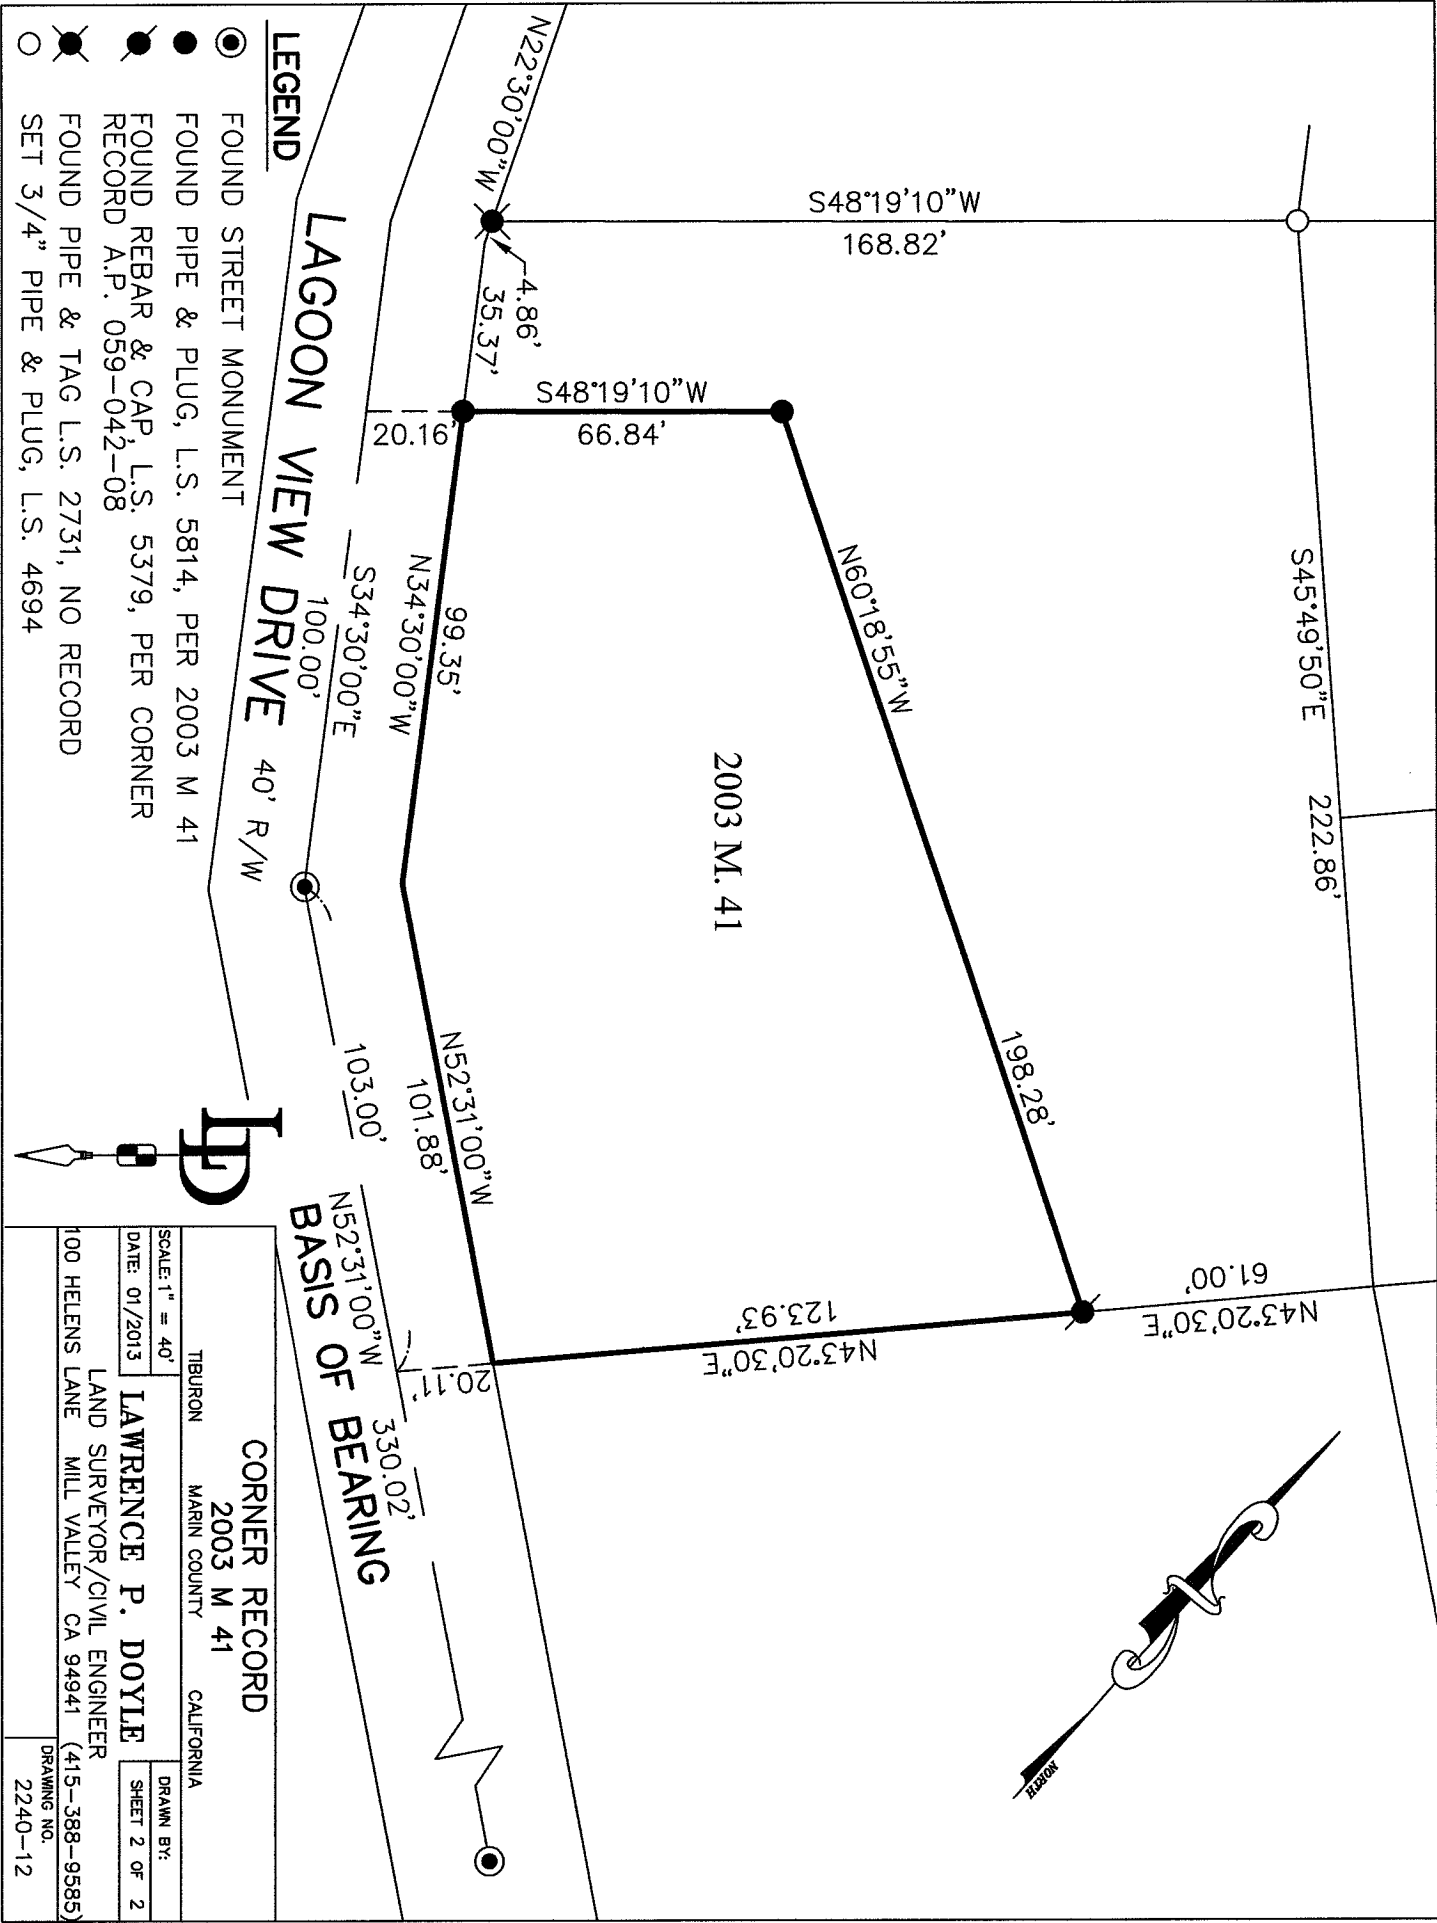 N22°30'00"W
S48°19'10"W
168.82'
4.86'
35.37'
S48°19'10"W
66.84'
20.16'
S45°49'50"E 222.86'
N60°18'55"W 198.28'
2003 M. 41
99.35'
N34°30'00"W
S34°30'00"E
100.00'
LAGOON VIEW DRIVE 40' R/W
103.00'
N52°31'00"W
101.88'
N52°31'00"W 330.02'
BASIS OF BEARING
20.11'
123.93'
N43°20'30"E
61.00'
N43°20'30"E
NORTH
LEGEND
FOUND STREET MONUMENT
FOUND PIPE & PLUG, L.S. 5814, PER 2003 M 41
FOUND REBAR & CAP, L.S. 5379, PER CORNER
RECORD A.P. 059-042-08
FOUND PIPE & TAG L.S. 2731, NO RECORD
SET 3/4" PIPE & PLUG, L.S. 4694
LD
CORNER RECORD
2003 M 41
TIBURON MARIN COUNTY CALIFORNIA
SCALE: 1" = 40'
DATE: 01/2013
LAWRENCE P. DOYLE
DRAWN BY:
SHEET 2 OF 2
LAND SURVEYOR/CIVIL ENGINEER
100 HELENS LANE MILL VALLEY CA 94941 (415-388-9585)
DRAWING NO.
2240-12